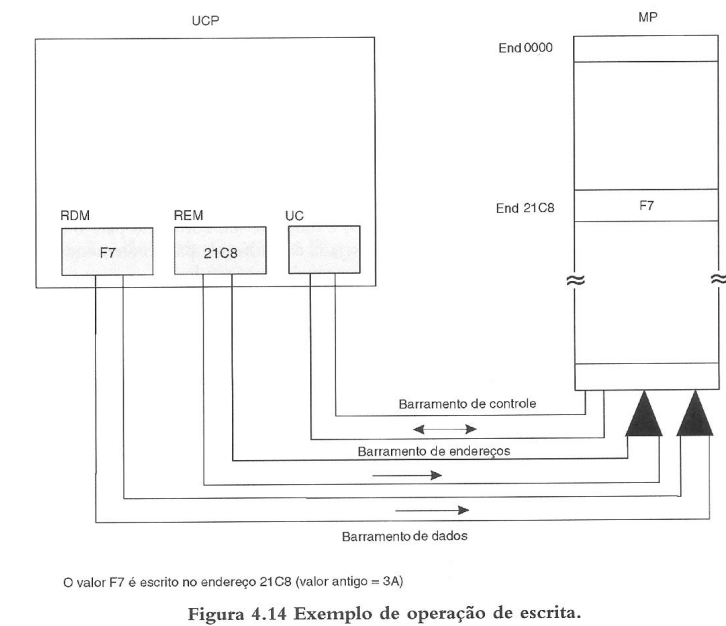 UCP
MP
End 0000
End 21C8
F7
RDM
REM
UC
F7
21C8
Barramento de controle
Barramento de endereços
Barramento de dados
O valor F7 é escrito no endereço 21C8 (valor antigo = 3A)
Figura 4.14 Exemplo de operação de escrita.